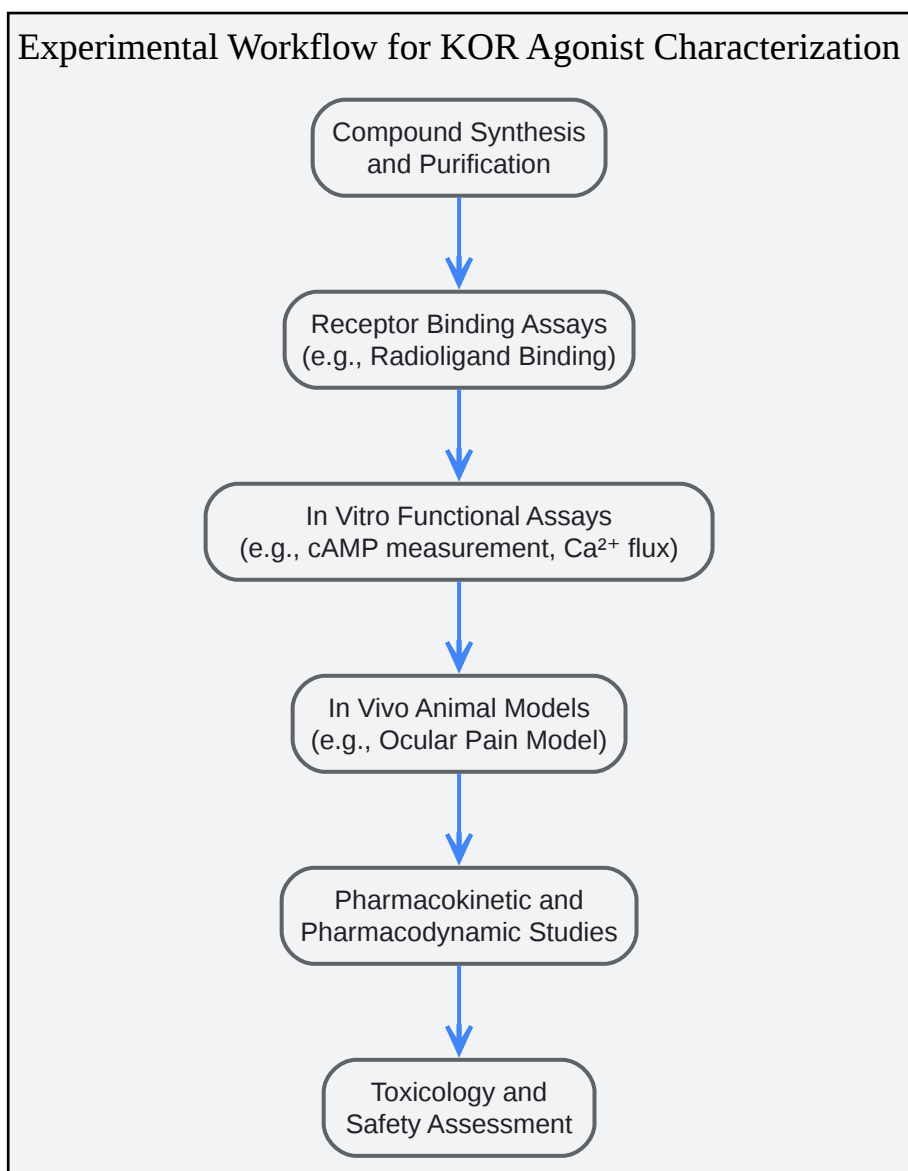 Experimental Workflow for KOR Agonist Characterization
Compound Synthesis
and Purification
Receptor Binding Assays
(e.g., Radioligand Binding)
In Vitro Functional Assays
(e.g., cAMP measurement, Ca²⁺ flux)
In Vivo Animal Models
(e.g., Ocular Pain Model)
Pharmacokinetic and
Pharmacodynamic Studies
Toxicology and
Safety Assessment